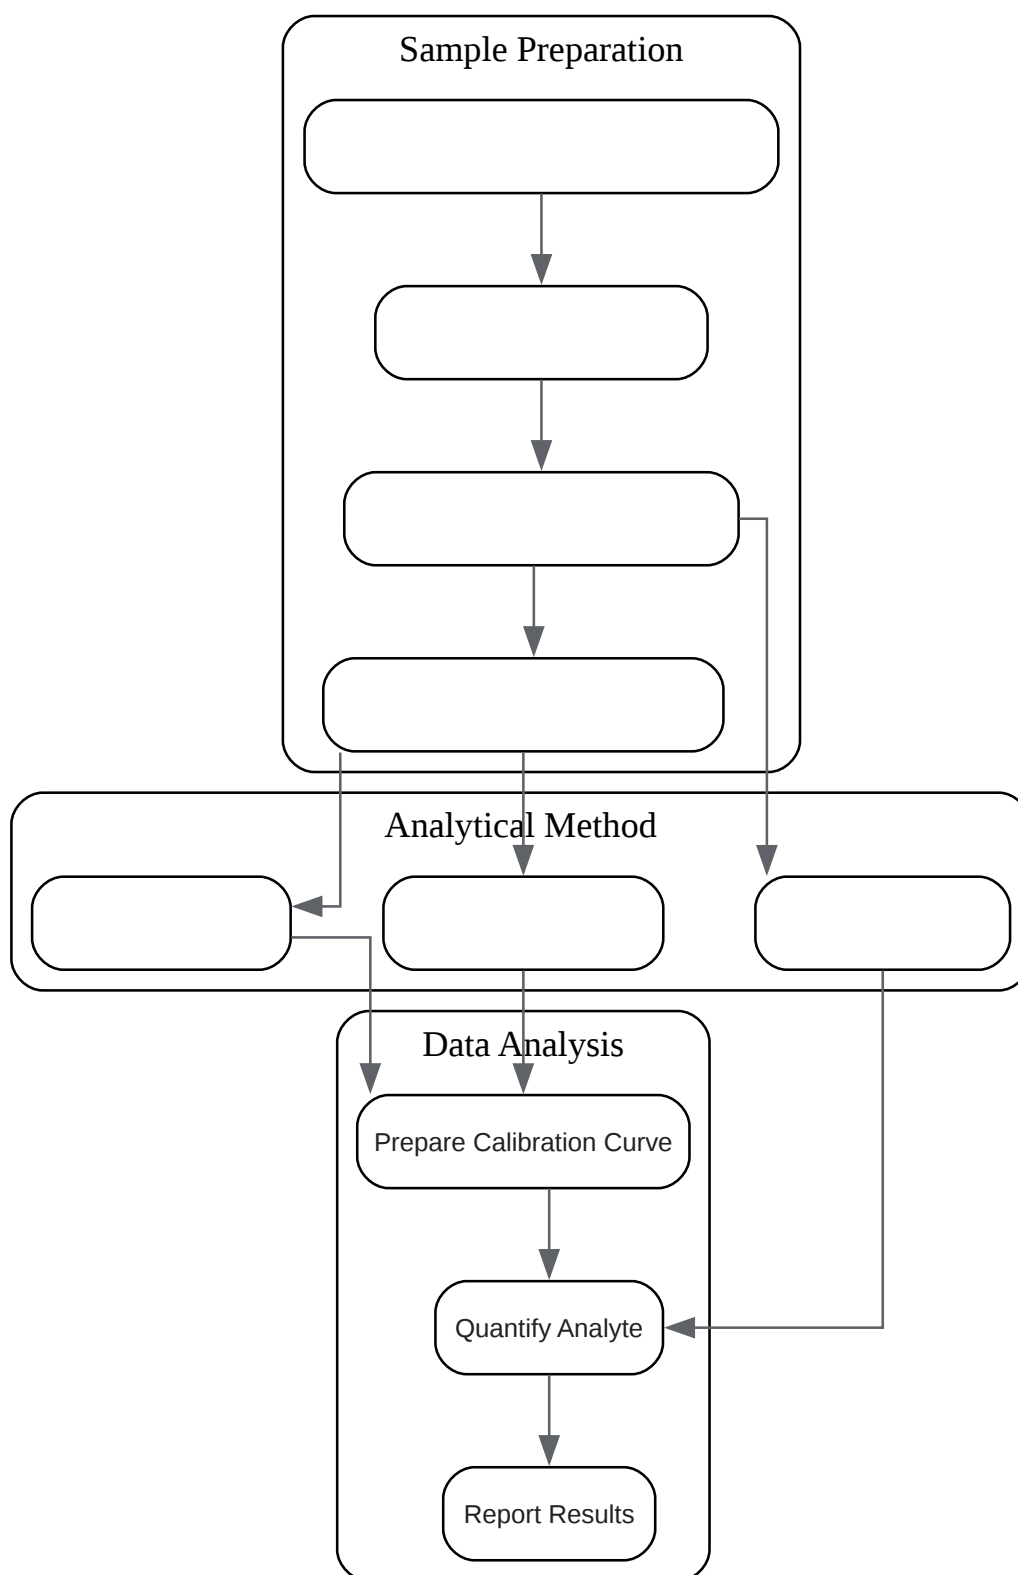 Sample Preparation
Analytical Method
Data Analysis
Prepare Calibration Curve
Quantify Analyte
Report Results